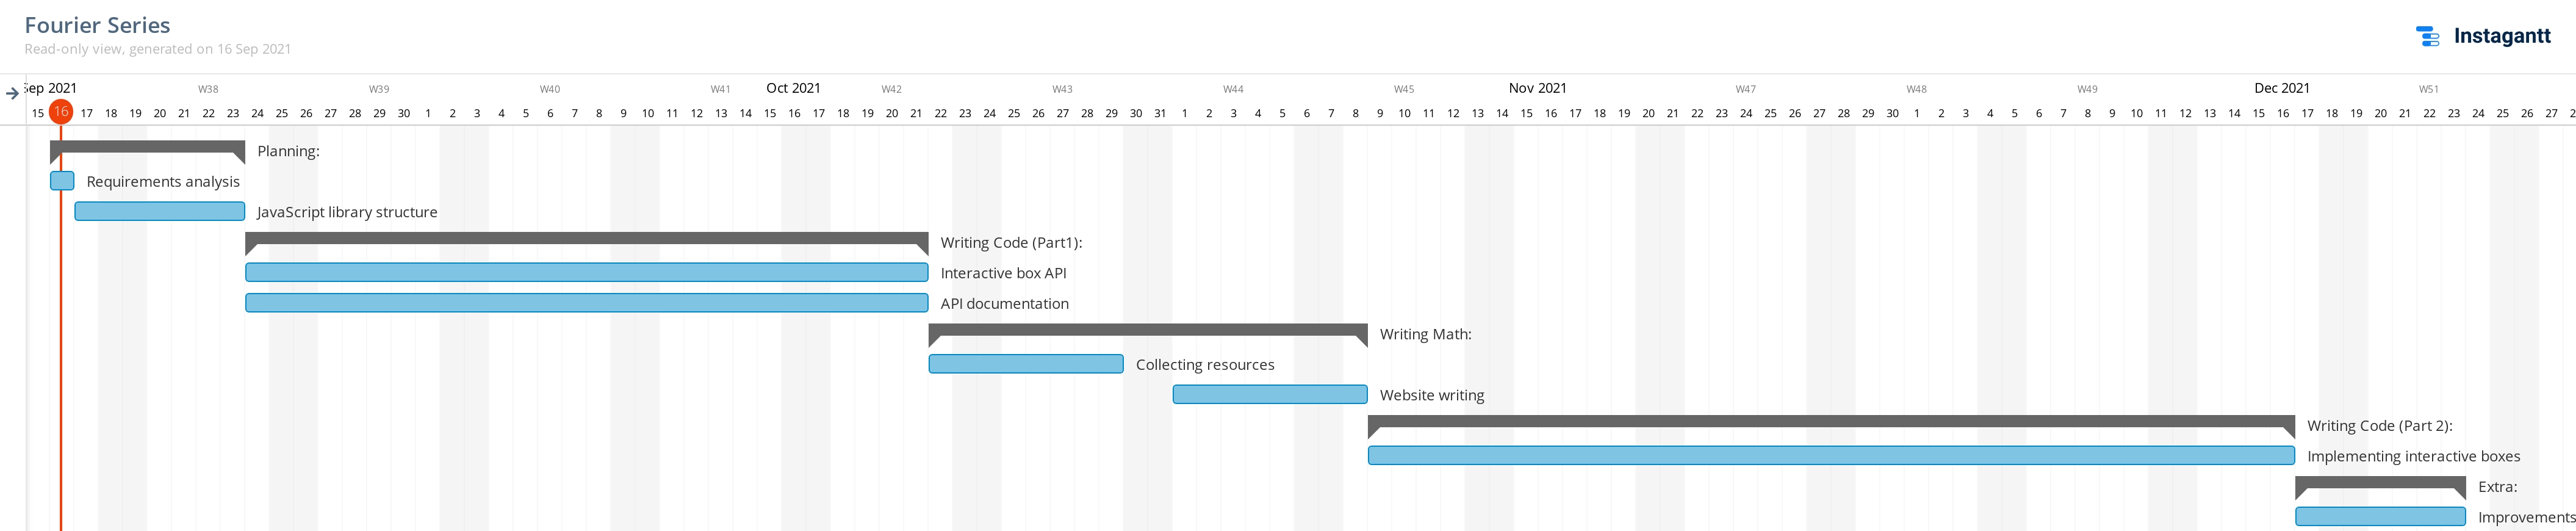 Fourier Series
Read-only view, generated on 16 Sep 2021
Instagantt
Sep 2021 W38 W39 W40 W41 Oct 2021 W42 W43 W44 W45 Nov 2021 W47 W48 W49 Dec 2021 W51
15 16 17 18 19 20 21 22 23 24 25 26 27 28 29 30 1 2 3 4 5 6 7 8 9 10 11 12 13 14 15 16 17 18 19 20 21 22 23 24 25 26 27 28 29 30 31 1 2 3 4 5 6 7 8 9 10 11 12 13 14 15 16 17 18 19 20 21 22 23 24 25 26 27 28 29 30 1 2 3 4 5 6 7 8 9 10 11 12 13 14 15 16 17 18 19 20 21 22 23 24 25 26 27 2
Planning:
Requirements analysis
JavaScript library structure
Writing Code (Part1):
Interactive box API
API documentation
Writing Math:
Collecting resources
Website writing
Writing Code (Part 2):
Implementing interactive boxes
Extra:
Improvements